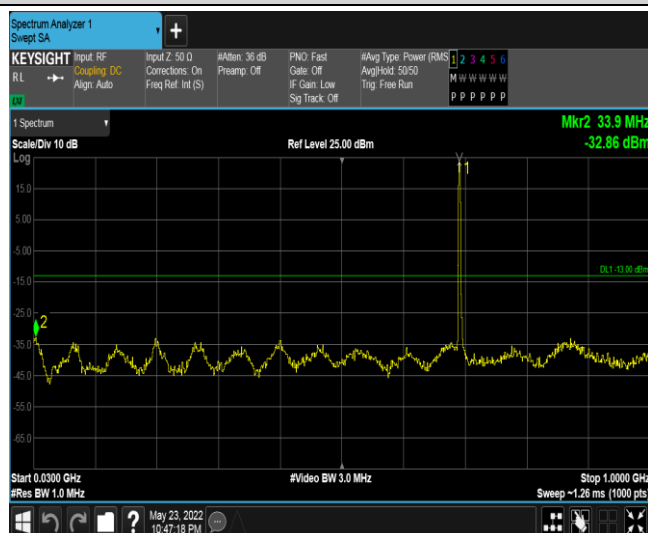 Spectrum Analyzer 1
Swept SA
+
KEYSIGHT
RL
LXI
Input: RF
Coupling: DC
Align: Auto
Input Z: 50 Ω
Corrections: On
Freq Ref: Int (S)
#Atten: 36 dB
Preamp: Off
PNO: Fast
Gate: Off
IF Gain: Low
Sig Track: Off
#Avg Type: Power (RMS
Avg|Hold: 50/50
Trig: Free Run
1 2 3 4 5 6
M W W W W W
P P P P P P
1 Spectrum
Mkr2 33.9 MHz
-32.86 dBm
Scale/Div 10 dB
Ref Level 25.00 dBm
Log
15.0
5.00
-5.00
-15.0
-25.0
-35.0
-45.0
-55.0
-65.0
1
2
DL1 -13.00 dBm
Start 0.0300 GHz
#Video BW 3.0 MHz
Stop 1.0000 GHz
#Res BW 1.0 MHz
Sweep ~1.26 ms (1000 pts)
?
May 23, 2022
10:47:18 PM